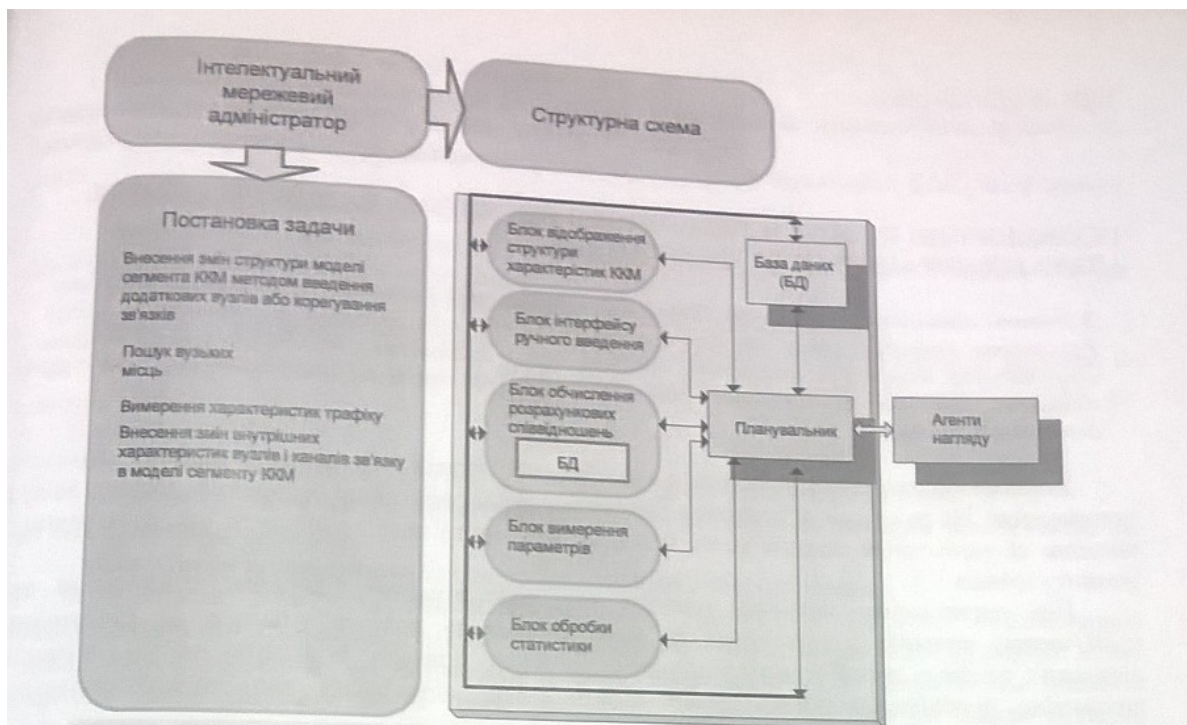 Інтелектуальний
мережевий
адміністратор
Структурна схема
Постановка задачі
Внесення змін структури моделі
сегмента ККМ методом введення
додаткових вузлів або корегування
зв'язків
Пошук вузьких
місць
Вимерення характеристик трафіку
Внесення змін внутрішних
характеристик вузлів і каналів зв'язку
в моделі сегменту ККМ
Блок відображення
структури
характерістик ККМ
Блок інтерфейсу
ручного введення
Блок обчислення
розрахункових
співвідношень
БД
Блок вимерення
параметрів
Блок обробки
статистики
База даних
(БД)
Планувальник
Агенти
нагляду